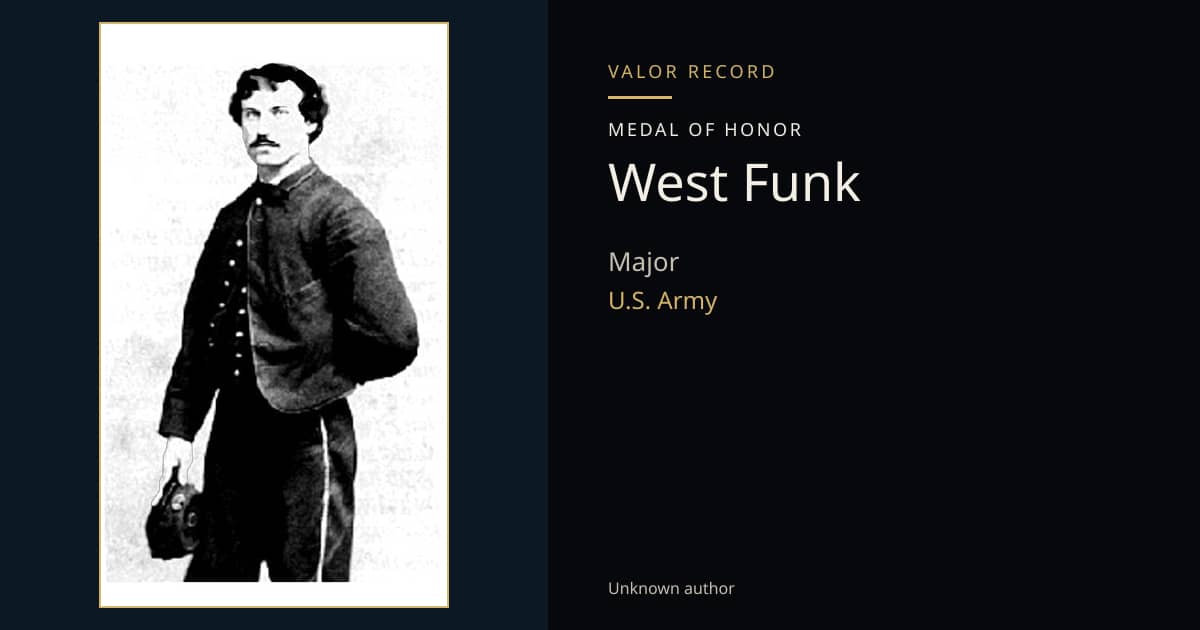 VALOR RECORD
MEDAL OF HONOR
West Funk
Major
U.S. Army
Unknown author